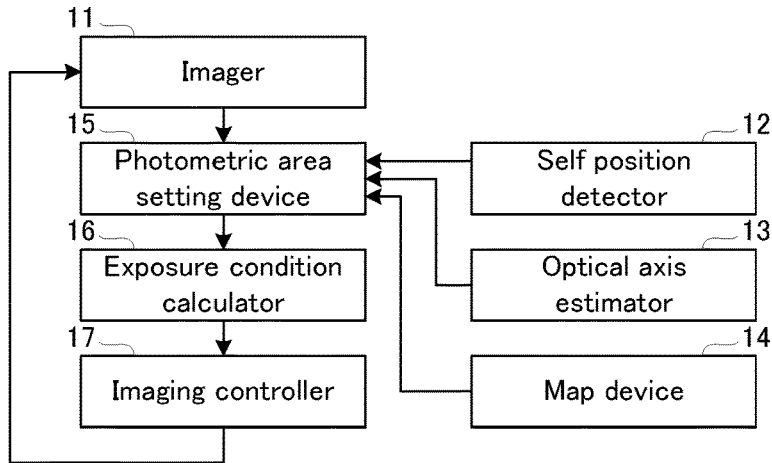 11
Imager
15
Photometric area
setting device
12
Self position
detector
16
Exposure condition
calculator
13
Optical axis
estimator
17
Imaging controller
14
Map device